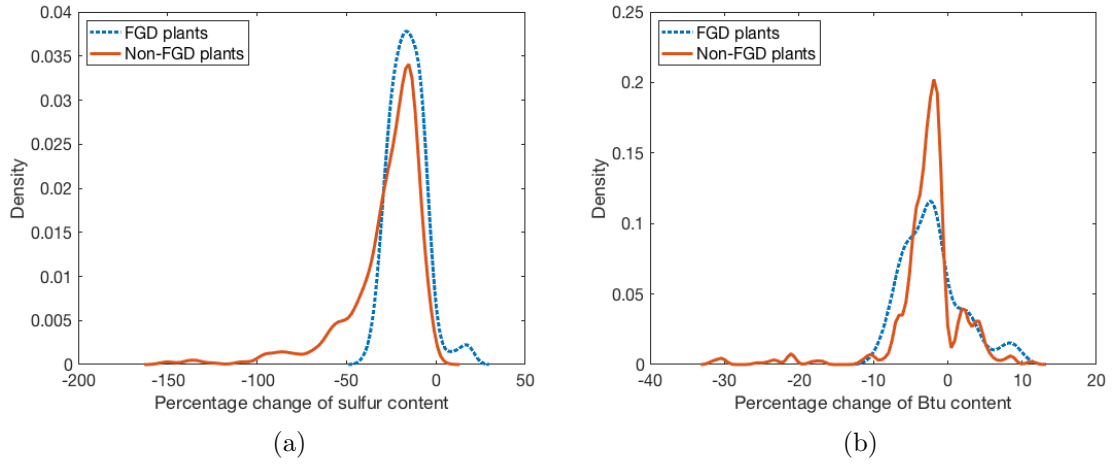 FGD plants
Non-FGD plants
0.04
0.035
0.03
0.025
0.02
0.015
0.01
0.005
0
Density
-200
-150
-100
-50
0
50
Percentage change of sulfur content
(a)
FGD plants
Non-FGD plants
0.25
0.2
0.15
0.1
0.05
0
Density
-40
-30
-20
-10
0
10
20
Percentage change of Btu content
(b)